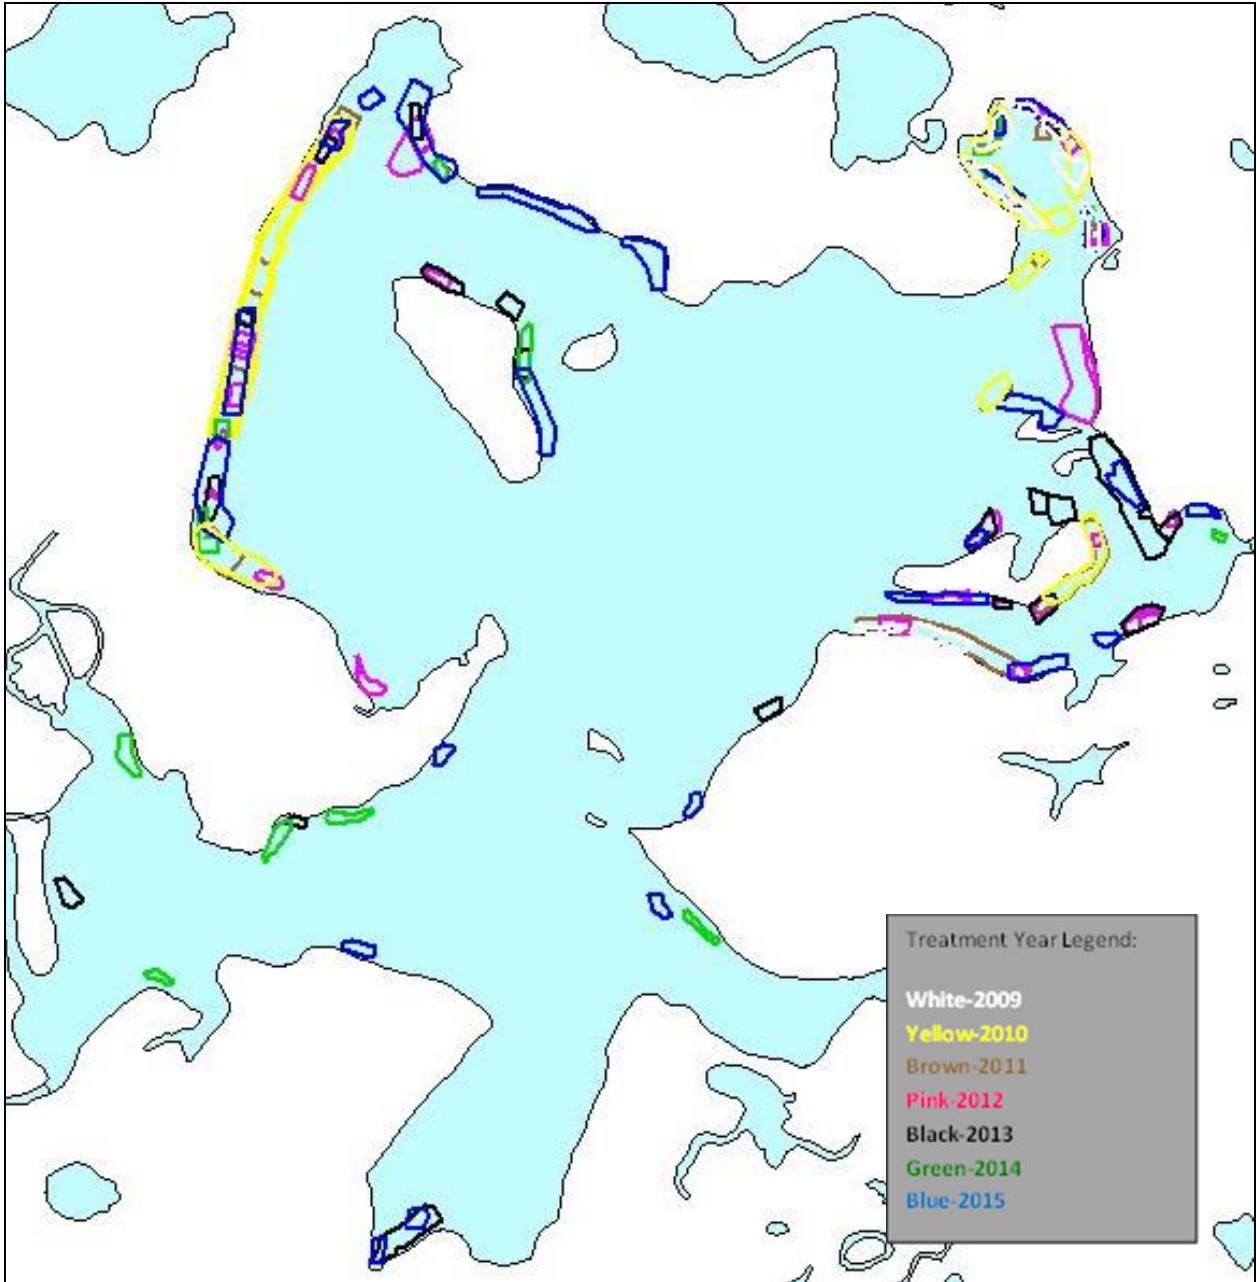 Treatment Year Legend:
White-2009
Yellow-2010
Brown-2011
Pink-2012
Black-2013
Green-2014
Blue-2015